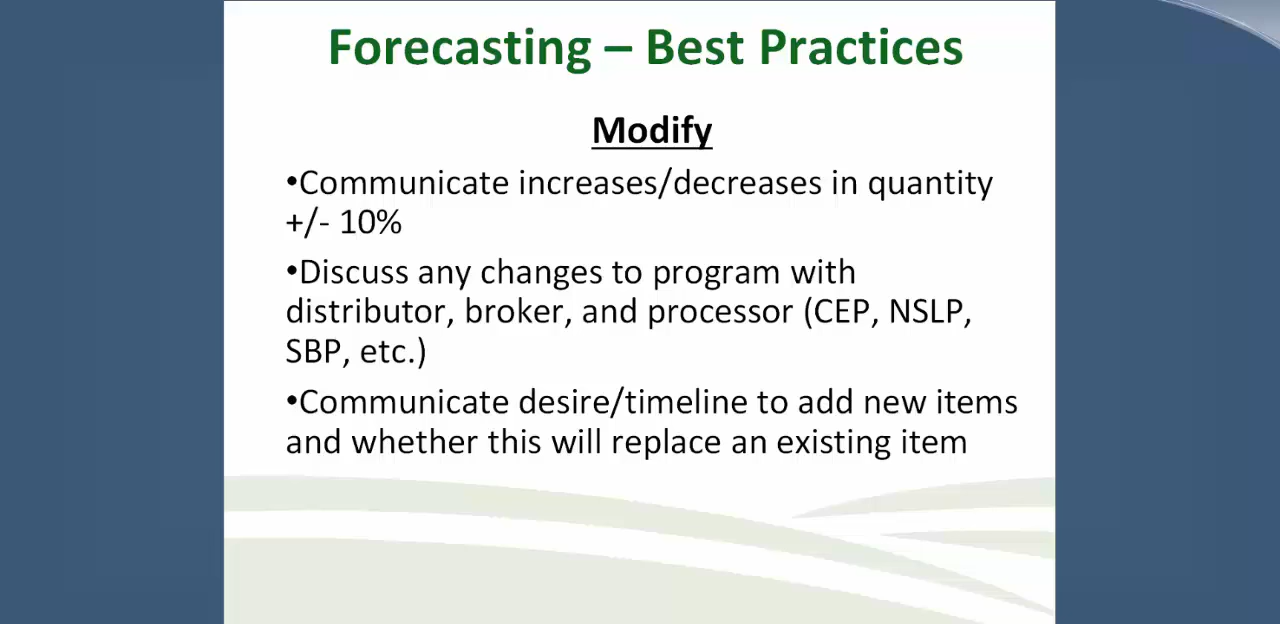 Forecasting – Best Practices
Modify
•Communicate increases/decreases in quantity
+/- 10%
•Discuss any changes to program with
distributor, broker, and processor (CEP, NSLP,
SBP, etc.)
•Communicate desire/timeline to add new items
and whether this will replace an existing item